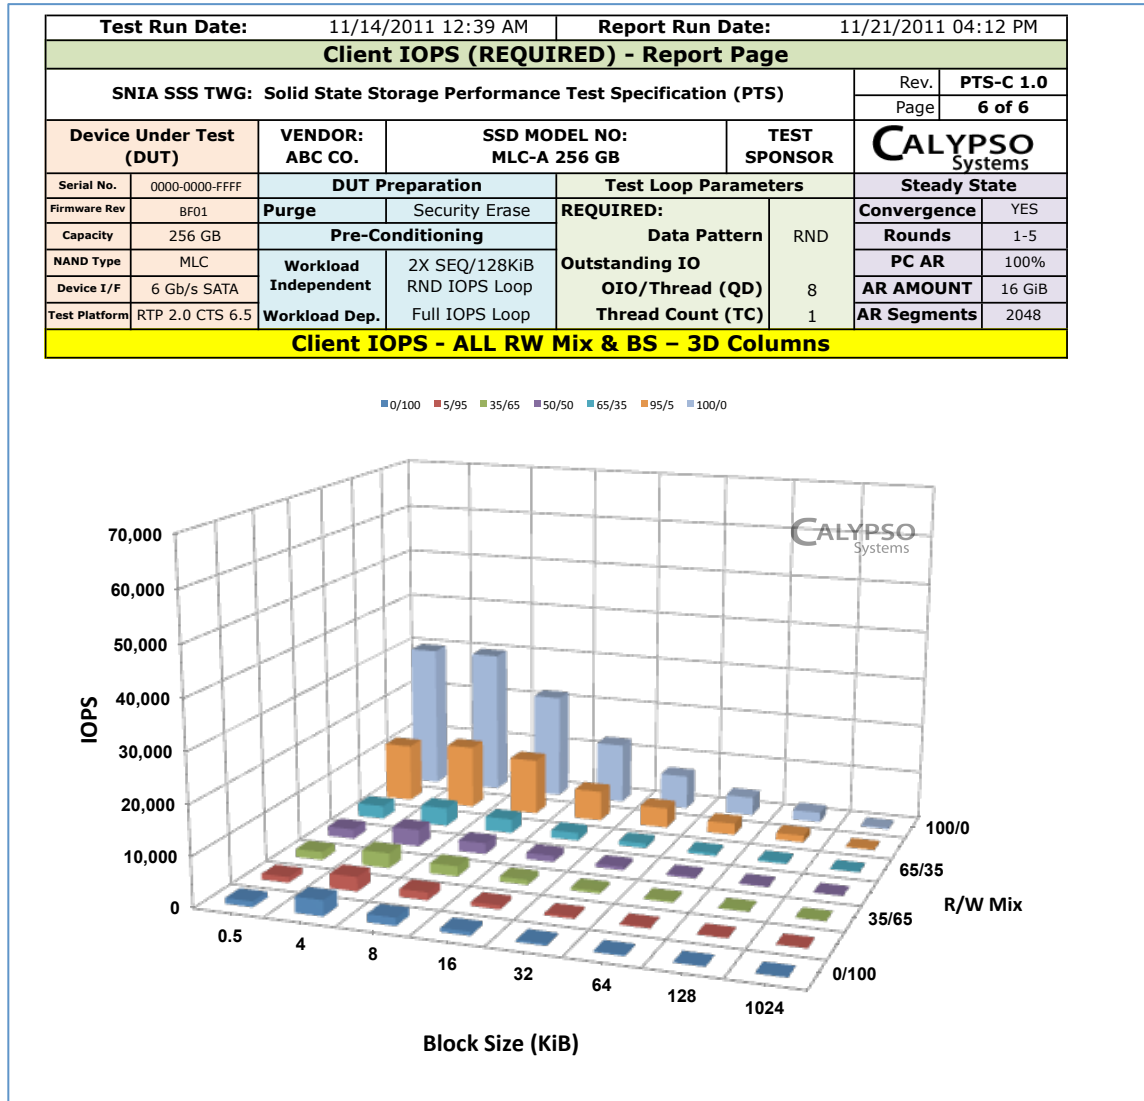 Test Run Date: 11/14/2011 12:39 AM Report Run Date: 11/21/2011 04:12 PM
Client IOPS (REQUIRED) - Report Page
SNIA SSS TWG: Solid State Storage Performance Test Specification (PTS) Rev. PTS-C 1.0
Page 6 of 6
Device Under Test (DUT) VENDOR: ABC CO. SSD MODEL NO: MLC-A 256 GB TEST SPONSOR CALYPSO Systems
Serial No. 0000-0000-FFFF DUT Preparation Test Loop Parameters Steady State
Firmware Rev BF01 Purge Security Erase REQUIRED: Convergence YES
Capacity 256 GB Pre-Conditioning Data Pattern RND Rounds 1-5
NAND Type MLC Workload Independent 2X SEQ/128KiB Outstanding IO PC AR 100%
Device I/F 6 Gb/s SATA RND IOPS Loop OIO/Thread (QD) 8 AR AMOUNT 16 GiB
Test Platform RTP 2.0 CTS 6.5 Workload Dep. Full IOPS Loop Thread Count (TC) 1 AR Segments 2048
Client IOPS - ALL RW Mix & BS – 3D Columns
0/100 5/95 35/65 50/50 65/35 95/5 100/0
CALYPSO
Systems
70,000
60,000
50,000
40,000
30,000
20,000
10,000
0
IOPS
0.5 4 8 16 32 64 128 1024
Block Size (KiB)
100/0
65/35
35/65
0/100
R/W Mix